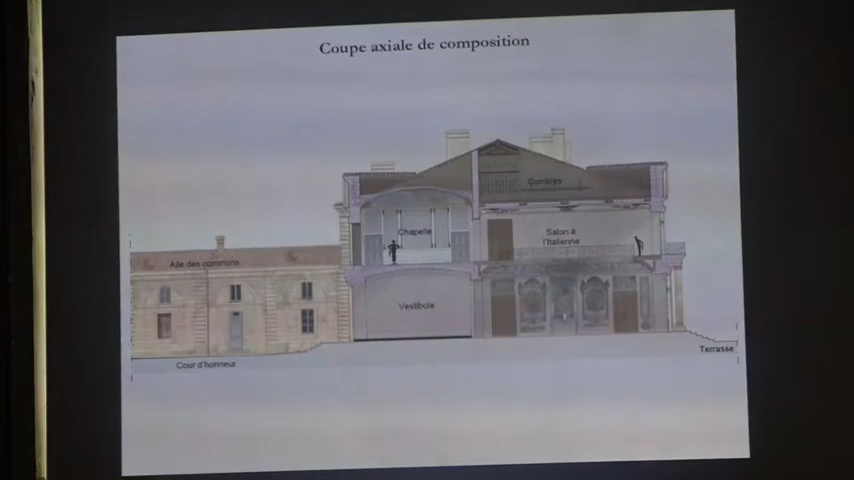 Coupe axiale de composition
Combles
Chapelle
Salon à
l'Italienne
Aile des communs
Vestibule
Terrasse
Cour d'honneur